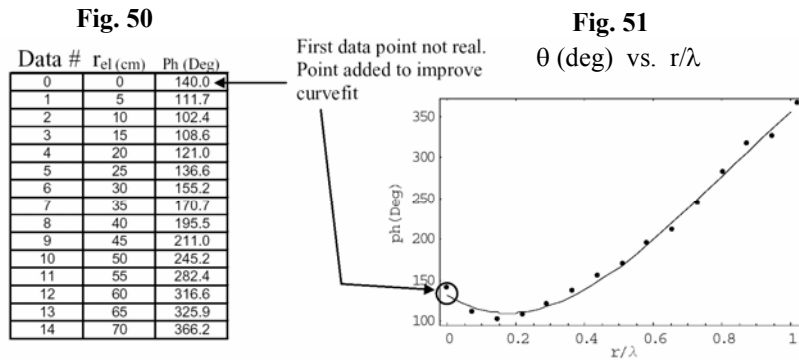 Fig. 50
Data # r_el (cm) Ph (Deg)
0 0 140.0
1 5 111.7
2 10 102.4
3 15 108.6
4 20 121.0
5 25 136.6
6 30 155.2
7 35 170.7
8 40 195.5
9 45 211.0
10 50 245.2
11 55 282.4
12 60 316.6
13 65 325.9
14 70 366.2
First data point not real.
Point added to improve
curvefit
Fig. 51
θ (deg) vs. r/λ
ph(Deg)
350
300
250
200
150
100
0 0.2 0.4 0.6 0.8 1
r/λ